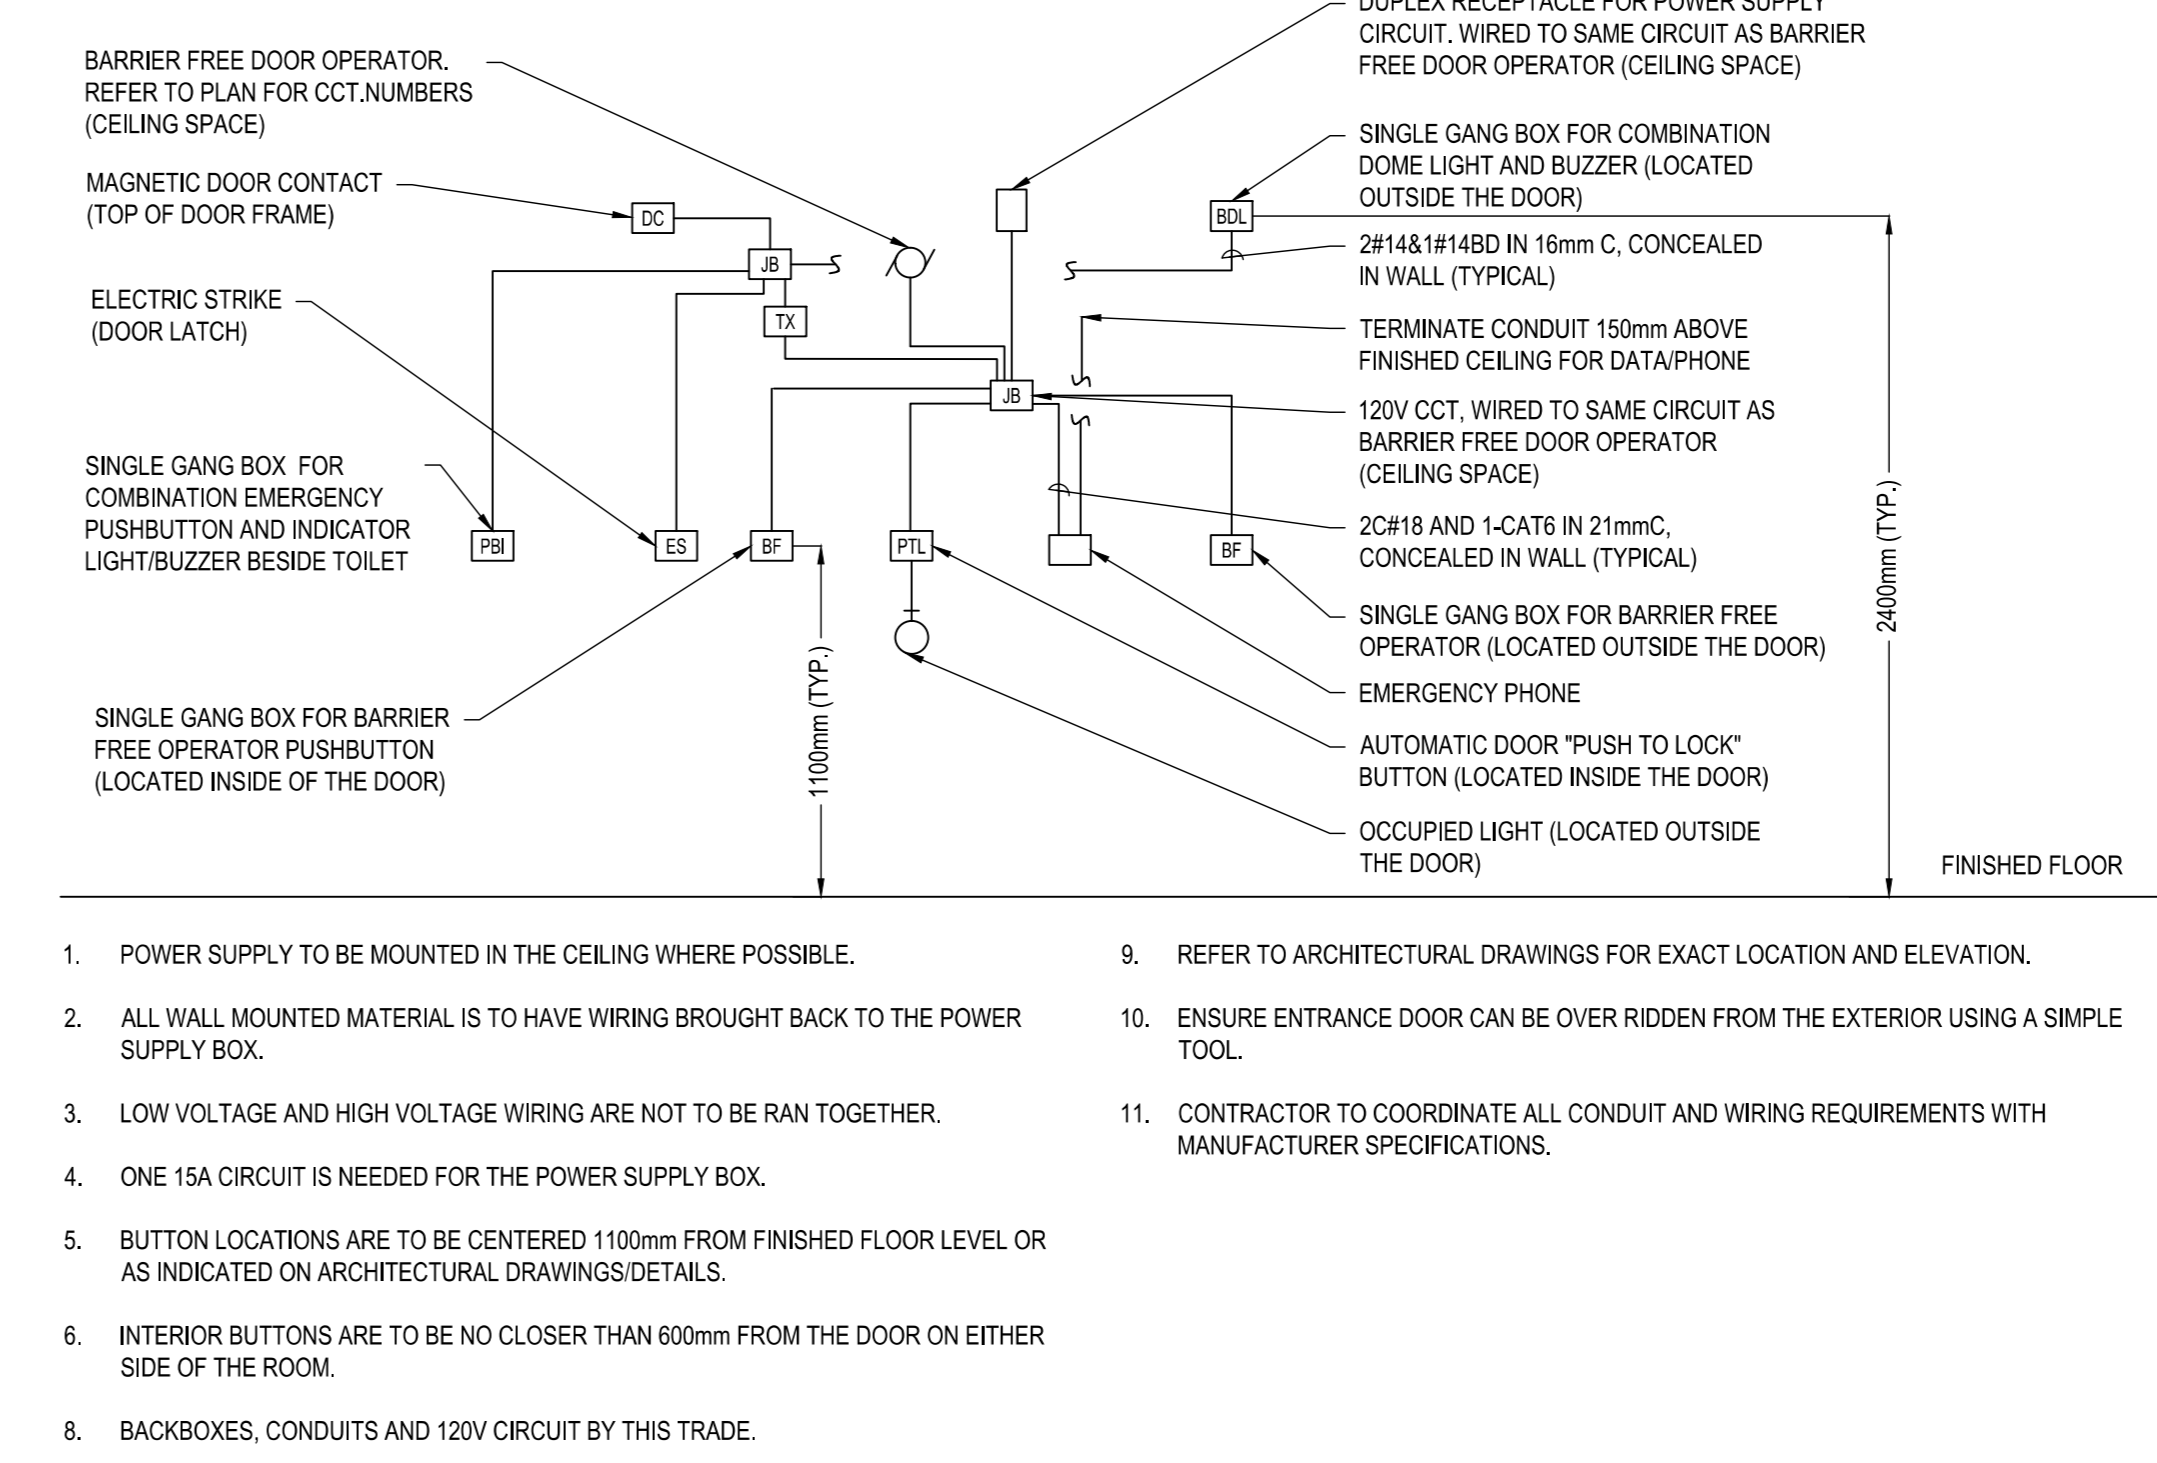 BARRIER FREE DOOR OPERATOR.
REFER TO PLAN FOR CCT.NUMBERS
(CEILING SPACE)
MAGNETIC DOOR CONTACT
(TOP OF DOOR FRAME)
ELECTRIC STRIKE
(DOOR LATCH)
SINGLE GANG BOX FOR
COMBINATION EMERGENCY
PUSHBUTTON AND INDICATOR
LIGHT/BUZZER BESIDE TOILET
SINGLE GANG BOX FOR BARRIER
FREE OPERATOR PUSHBUTTON
(LOCATED INSIDE OF THE DOOR)
DC
JB
TX
JB
BDL
PBI
ES
BF
PTL
BF
1100mm (TYP.)
DUPLEX RECEPTACLE FOR POWER SUPPLY
CIRCUIT. WIRED TO SAME CIRCUIT AS BARRIER
FREE DOOR OPERATOR (CEILING SPACE)
SINGLE GANG BOX FOR COMBINATION
DOME LIGHT AND BUZZER (LOCATED
OUTSIDE THE DOOR)
2#14&1#14BD IN 16mm C, CONCEALED
IN WALL (TYPICAL)
TERMINATE CONDUIT 150mm ABOVE
FINISHED CEILING FOR DATA/PHONE
120V CCT, WIRED TO SAME CIRCUIT AS
BARRIER FREE DOOR OPERATOR
(CEILING SPACE)
2C#18 AND 1-CAT6 IN 21mmC,
CONCEALED IN WALL (TYPICAL)
SINGLE GANG BOX FOR BARRIER FREE
OPERATOR (LOCATED OUTSIDE THE DOOR)
EMERGENCY PHONE
AUTOMATIC DOOR "PUSH TO LOCK"
BUTTON (LOCATED INSIDE THE DOOR)
OCCUPIED LIGHT (LOCATED OUTSIDE
THE DOOR)
2400mm (TYP.)
FINISHED FLOOR
1. POWER SUPPLY TO BE MOUNTED IN THE CEILING WHERE POSSIBLE.
2. ALL WALL MOUNTED MATERIAL IS TO HAVE WIRING BROUGHT BACK TO THE POWER
SUPPLY BOX.
3. LOW VOLTAGE AND HIGH VOLTAGE WIRING ARE NOT TO BE RAN TOGETHER.
4. ONE 15A CIRCUIT IS NEEDED FOR THE POWER SUPPLY BOX.
5. BUTTON LOCATIONS ARE TO BE CENTERED 1100mm FROM FINISHED FLOOR LEVEL OR
AS INDICATED ON ARCHITECTURAL DRAWINGS/DETAILS.
6. INTERIOR BUTTONS ARE TO BE NO CLOSER THAN 600mm FROM THE DOOR ON EITHER
SIDE OF THE ROOM.
8. BACKBOXES, CONDUITS AND 120V CIRCUIT BY THIS TRADE.
9. REFER TO ARCHITECTURAL DRAWINGS FOR EXACT LOCATION AND ELEVATION.
10. ENSURE ENTRANCE DOOR CAN BE OVER RIDDEN FROM THE EXTERIOR USING A SIMPLE
TOOL.
11. CONTRACTOR TO COORDINATE ALL CONDUIT AND WIRING REQUIREMENTS WITH
MANUFACTURER SPECIFICATIONS.